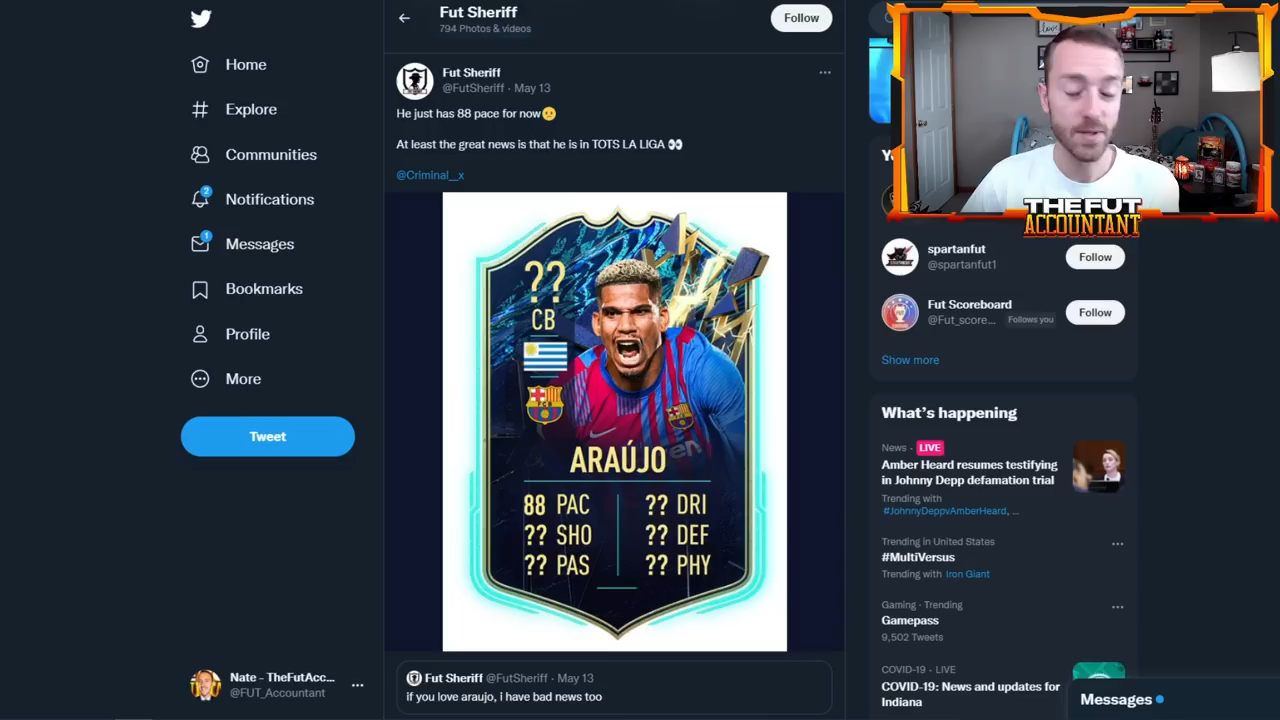 Home
Explore
Communities
2
Notifications
1
Messages
Bookmarks
Profile
More
Tweet
Nate - TheFutAcc...
@FUT_Accountant
Fut Sheriff
794 Photos & videos
Follow
Fut Sheriff
@FutSheriff · May 13
He just has 88 pace for now😕
At least the great news is that he is in TOTS LA LIGA 👀
@Criminal__x
??
CB
ARAÚJO
88 PAC
?? SHO
?? PAS
?? DRI
?? DEF
?? PHY
Fut Sheriff @FutSheriff · May 13
if you love araujo, i have bad news too
THE FUT
ACCOUNTANT
spartanfut
@spartanfut1
Follow
Fut Scoreboard
@Fut_score... Follows you
Follow
Show more
What's happening
News · LIVE
Amber Heard resumes testifying
in Johnny Depp defamation trial
Trending with
#JohnnyDeppvAmberHeard, ...
Trending in United States
#MultiVersus
Trending with Iron Giant
Gaming · Trending
Gamepass
9,502 Tweets
COVID-19 · LIVE
COVID-19: News and updates for
Indiana
Messages